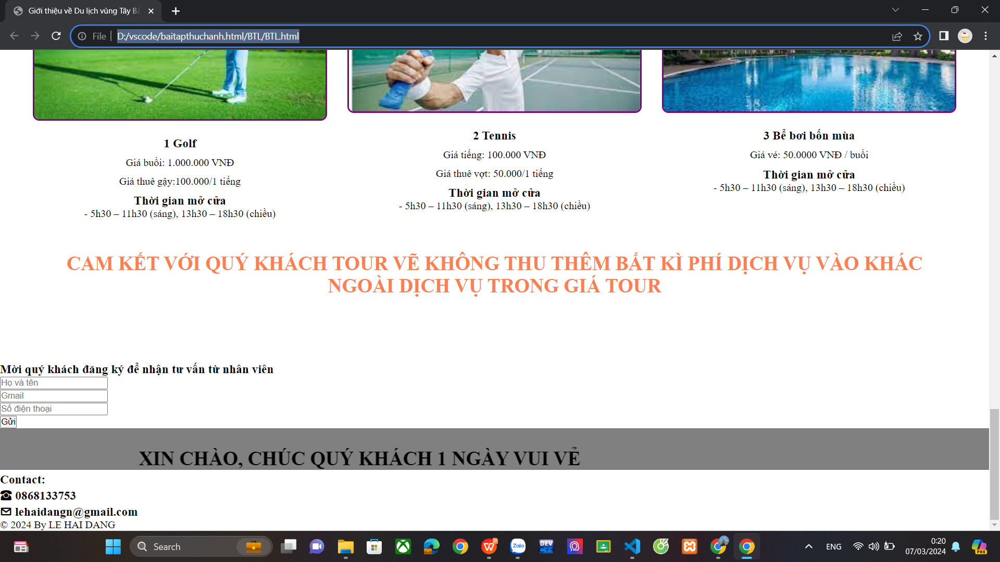 Giới thiệu về Du lịch vùng Tây Bắ
File
D:/vscode/baitapthuchanh.html/BTL/BTL.html
1 Golf
Giá buổi: 1.000.000 VNĐ
Giá thuê gậy:100.000/1 tiếng
Thời gian mở cửa
- 5h30 – 11h30 (sáng), 13h30 – 18h30 (chiều)
2 Tennis
Giá tiếng: 100.000 VNĐ
Giá thuê vợt: 50.000/1 tiếng
Thời gian mở cửa
- 5h30 – 11h30 (sáng), 13h30 – 18h30 (chiều)
3 Bể bơi bốn mùa
Giá vé: 50.0000 VNĐ / buổi
Thời gian mở cửa
- 5h30 – 11h30 (sáng), 13h30 – 18h30 (chiều)
CAM KẾT VỚI QUÝ KHÁCH TOUR VẼ KHÔNG THU THÊM BẤT KÌ PHÍ DỊCH VỤ VÀO KHÁC
NGOÀI DỊCH VỤ TRONG GIÁ TOUR
Mời quý khách đăng ký để nhận tư vấn từ nhân viên
Họ và tên
Gmail
Số điện thoại
Gửi
XIN CHÀO, CHÚC QUÝ KHÁCH 1 NGÀY VUI VẺ
Contact:
0868133753
lehaidangn@gmail.com
© 2024 By LE HAI DANG
Search
Zalo
DEV
C++
ENG
0:20
07/03/2024
PRE